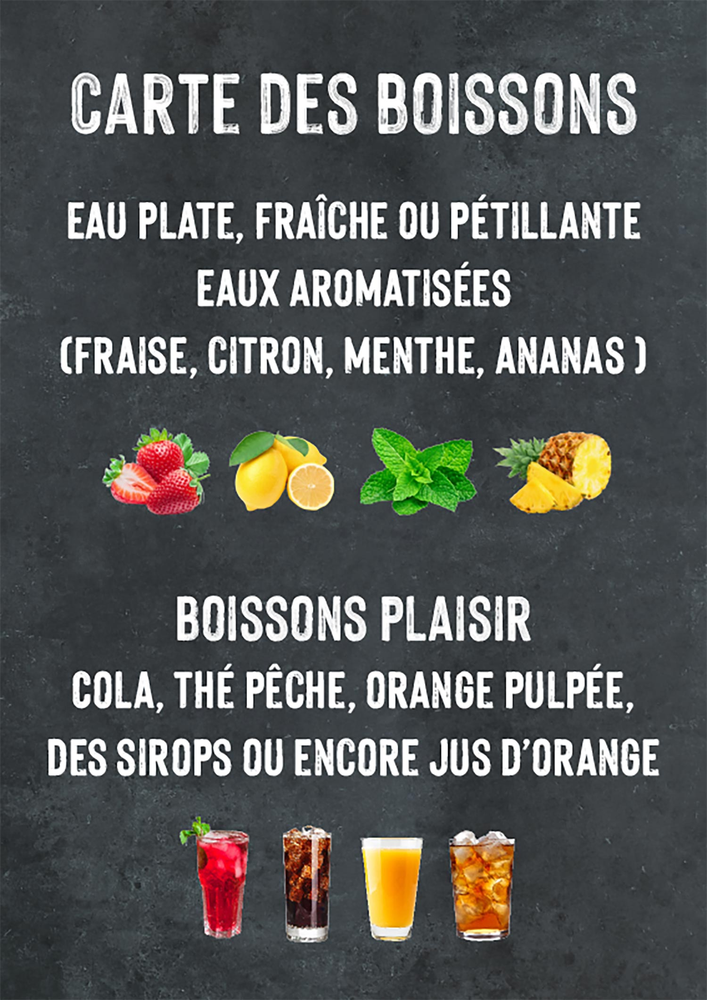 CARTE DES BOISSONS
EAU PLATE, FRAÎCHE OU PÉTILLANTE
EAUX AROMATISÉES
(FRAISE, CITRON, MENTHE, ANANAS )
BOISSONS PLAISIR
COLA, THÉ PÊCHE, ORANGE PULPÉE,
DES SIROPS OU ENCORE JUS D'ORANGE